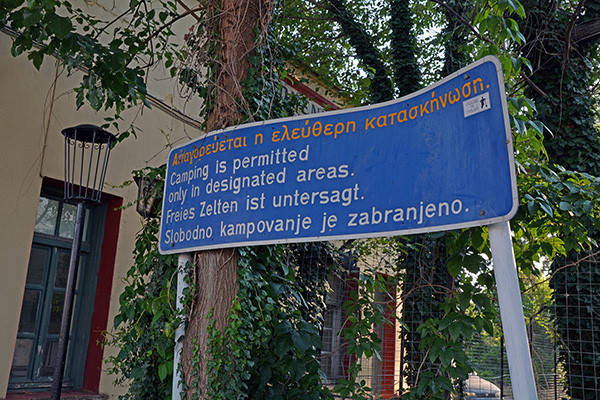 Απαγορεύεται η ελεύθερη κατασκήνωση.
Camping is permitted
only in designated areas.
Freies Zelten ist untersagt.
Slobodno kampovanje je zabranjeno.